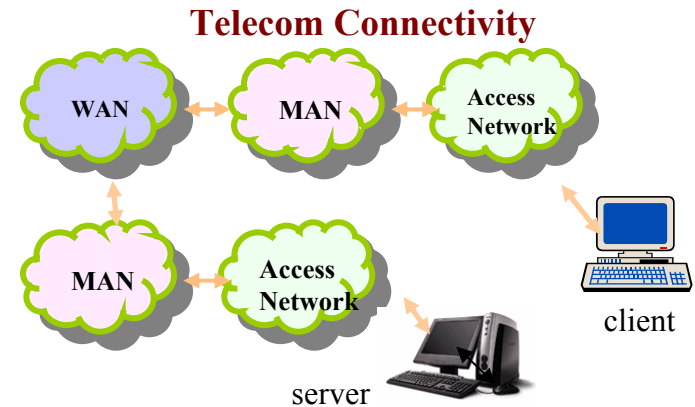 Telecom Connectivity
WAN
MAN
Access
Network
MAN
Access
Network
client
server